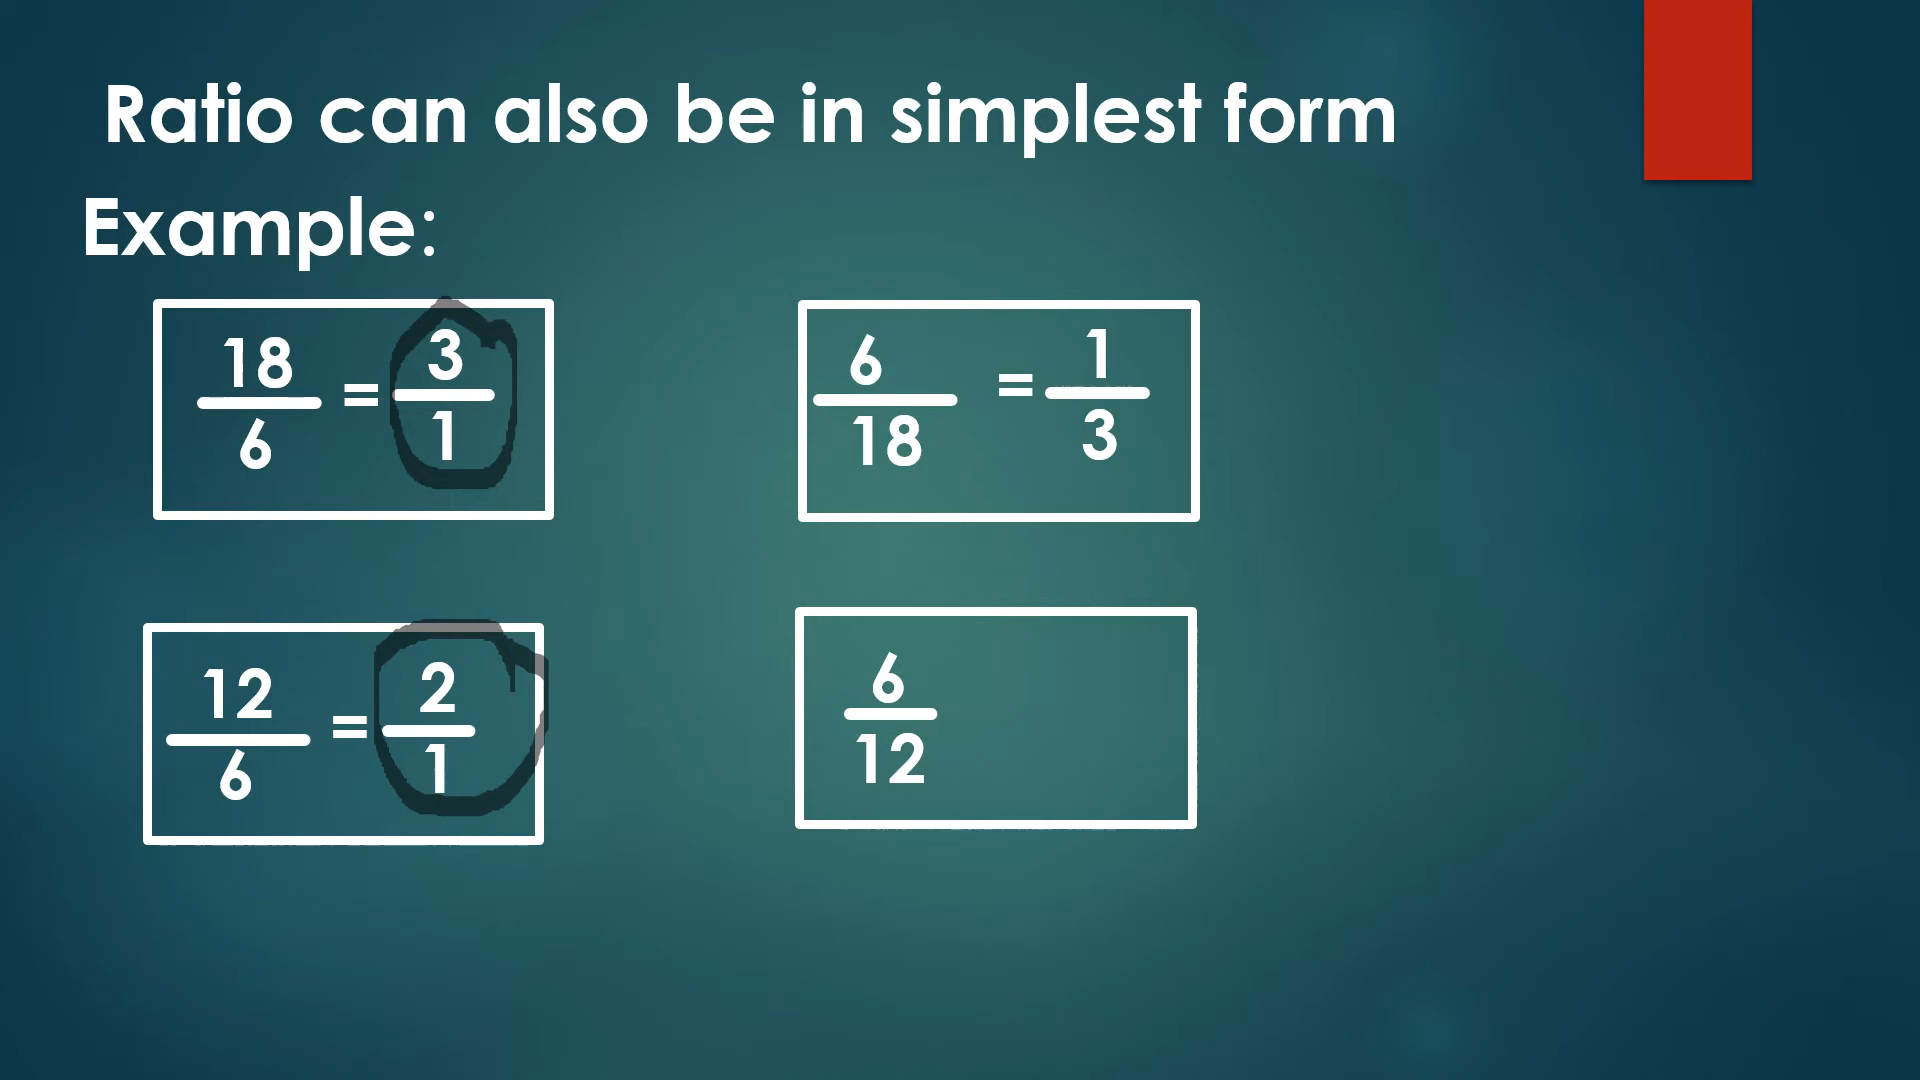 Ratio can also be in simplest form
Example:
18/6 = 3/1
6/18 = 1/3
12/6 = 2/1
6/12